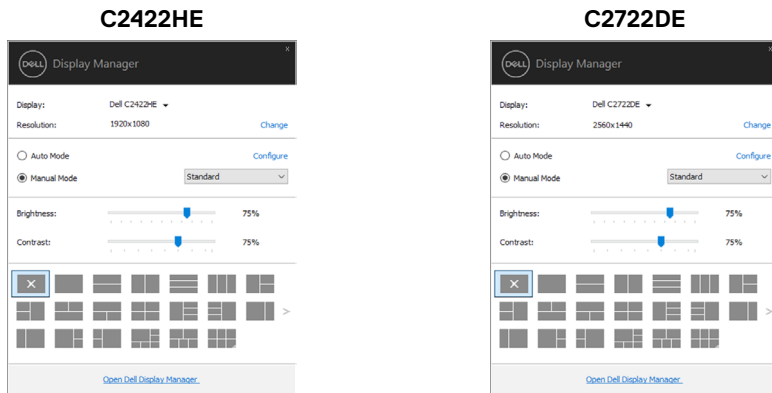 C2422HE
DELL Display Manager
x
Display: Dell C2422HE
Resolution: 1920x1080 Change
Auto Mode Configure
Manual Mode Standard
Brightness: 75%
Contrast: 75%
>
Open Dell Display Manager
C2722DE
DELL Display Manager
x
Display: Dell C2722DE
Resolution: 2560x1440 Change
Auto Mode Configure
Manual Mode Standard
Brightness: 75%
Contrast: 75%
>
Open Dell Display Manager